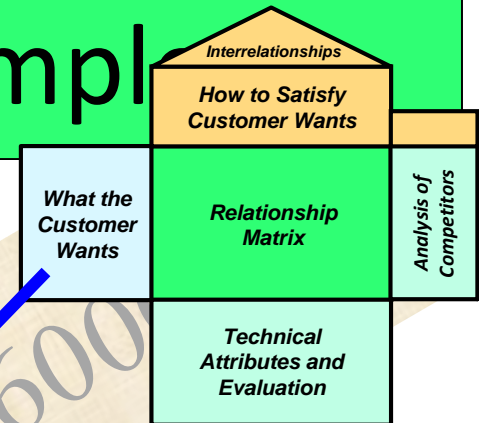 mpl
Interrelationships
How to Satisfy
Customer Wants
What the
Customer
Wants
Relationship
Matrix
Analysis of
Competitors
Technical
Attributes and
Evaluation